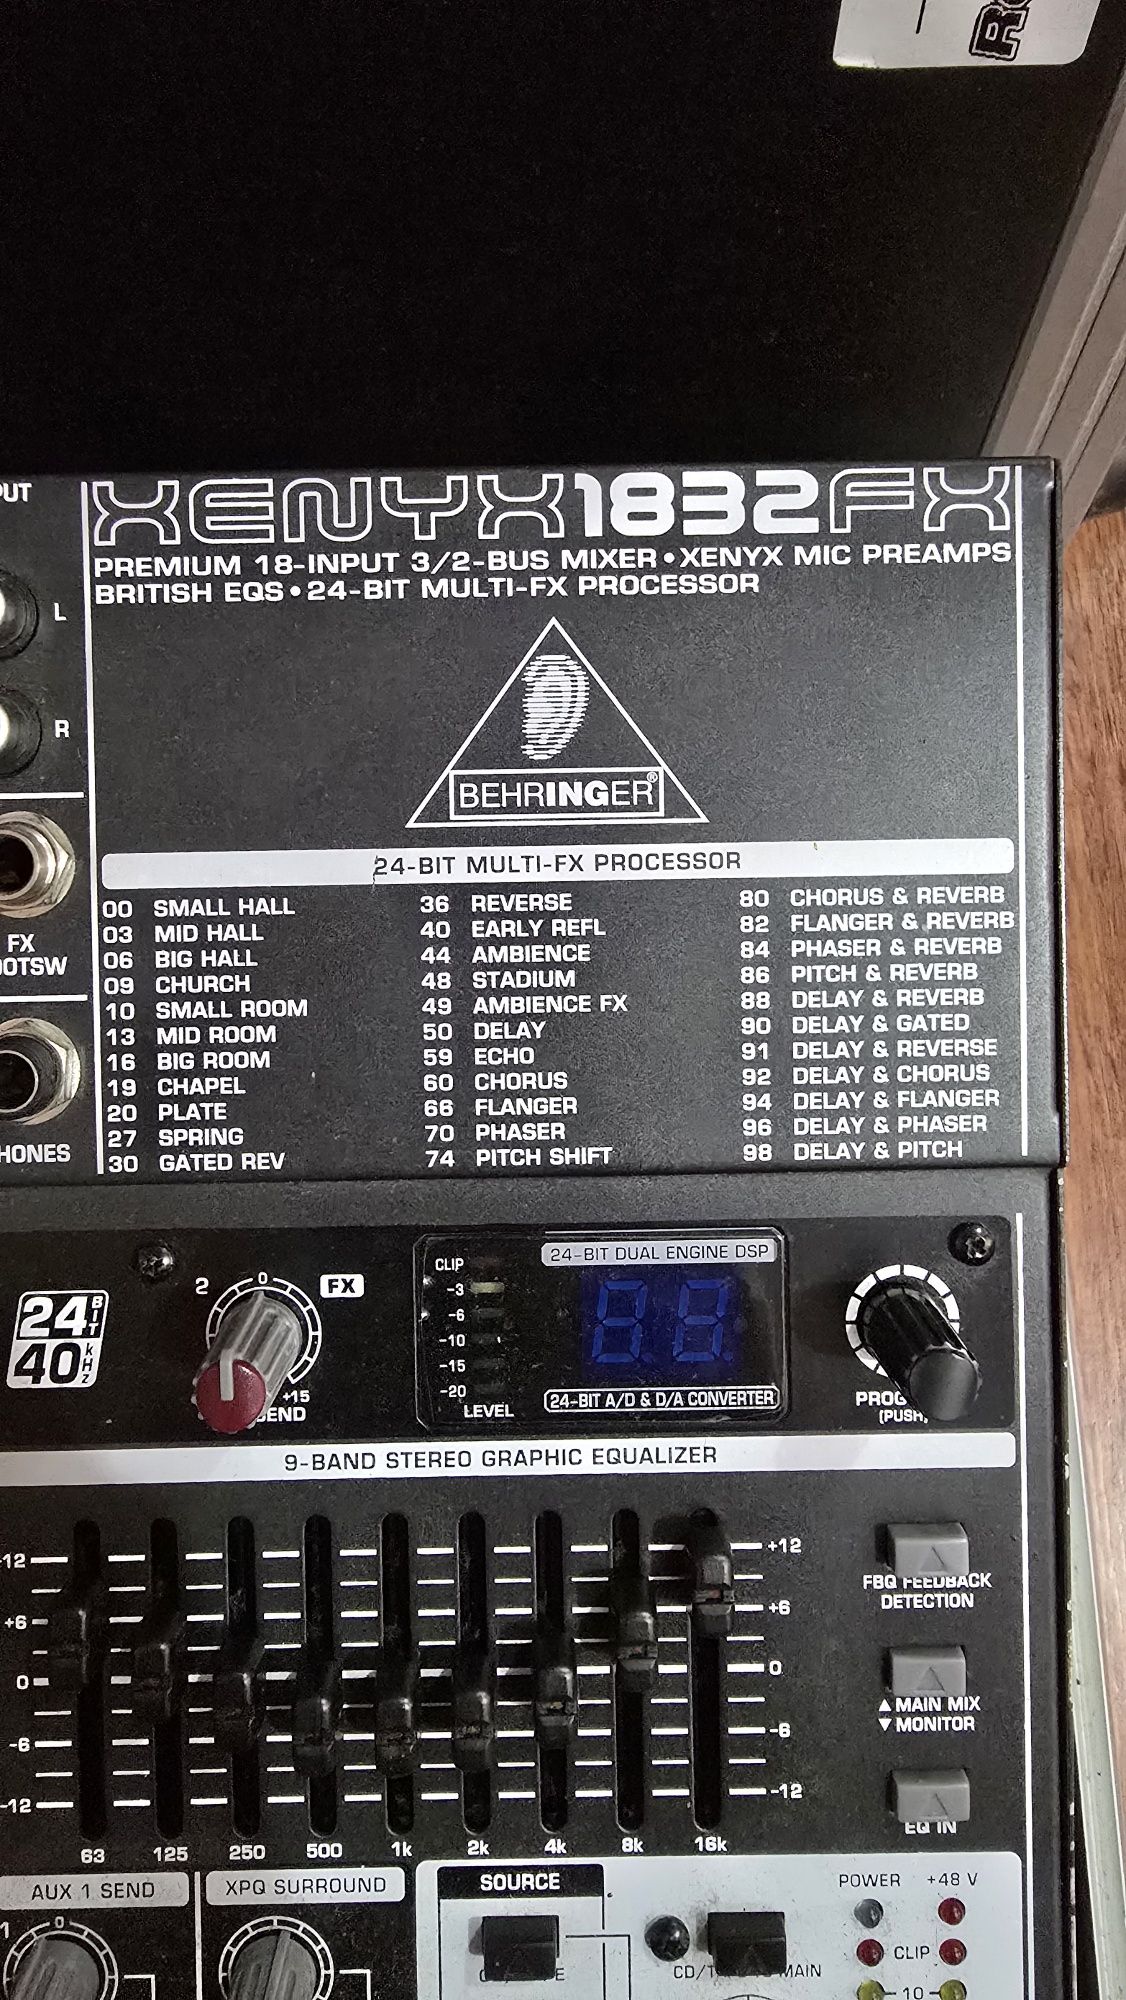 L
R
FX
XENYX1832FX
PREMIUM 18-INPUT 3/2-BUS MIXER • XENYX MIC PREAMPS
BRITISH EQS • 24-BIT MULTI-FX PROCESSOR
BEHRINGER®
24-BIT MULTI-FX PROCESSOR
00 SMALL HALL
03 MID HALL
06 BIG HALL
09 CHURCH
10 SMALL ROOM
13 MID ROOM
16 BIG ROOM
19 CHAPEL
20 PLATE
27 SPRING
30 GATED REV
36 REVERSE
40 EARLY REFL
44 AMBIENCE
48 STADIUM
49 AMBIENCE FX
50 DELAY
59 ECHO
60 CHORUS
66 FLANGER
70 PHASER
74 PITCH SHIFT
80 CHORUS & REVERB
82 FLANGER & REVERB
84 PHASER & REVERB
86 PITCH & REVERB
88 DELAY & REVERB
90 DELAY & GATED
91 DELAY & REVERSE
92 DELAY & CHORUS
94 DELAY & FLANGER
96 DELAY & PHASER
98 DELAY & PITCH
24 BIT
40 kHz
2 0 FX
+15
CLIP
-3
-6
-10
-15
-20
LEVEL
24-BIT DUAL ENGINE DSP
24-BIT A/D & D/A CONVERTER
(PUSH)
9-BAND STEREO GRAPHIC EQUALIZER
+12
+6 +6
0 0
-6 -6
-12 -12
63 125 250 500 1k 2k 4k 8k 16k
FBQ FEEDBACK
DETECTION
▲ MAIN MIX
▼ MONITOR
EQ IN
AUX 1 SEND
0
XPQ SURROUND
SOURCE
MAIN
POWER +48 V
CLIP
10